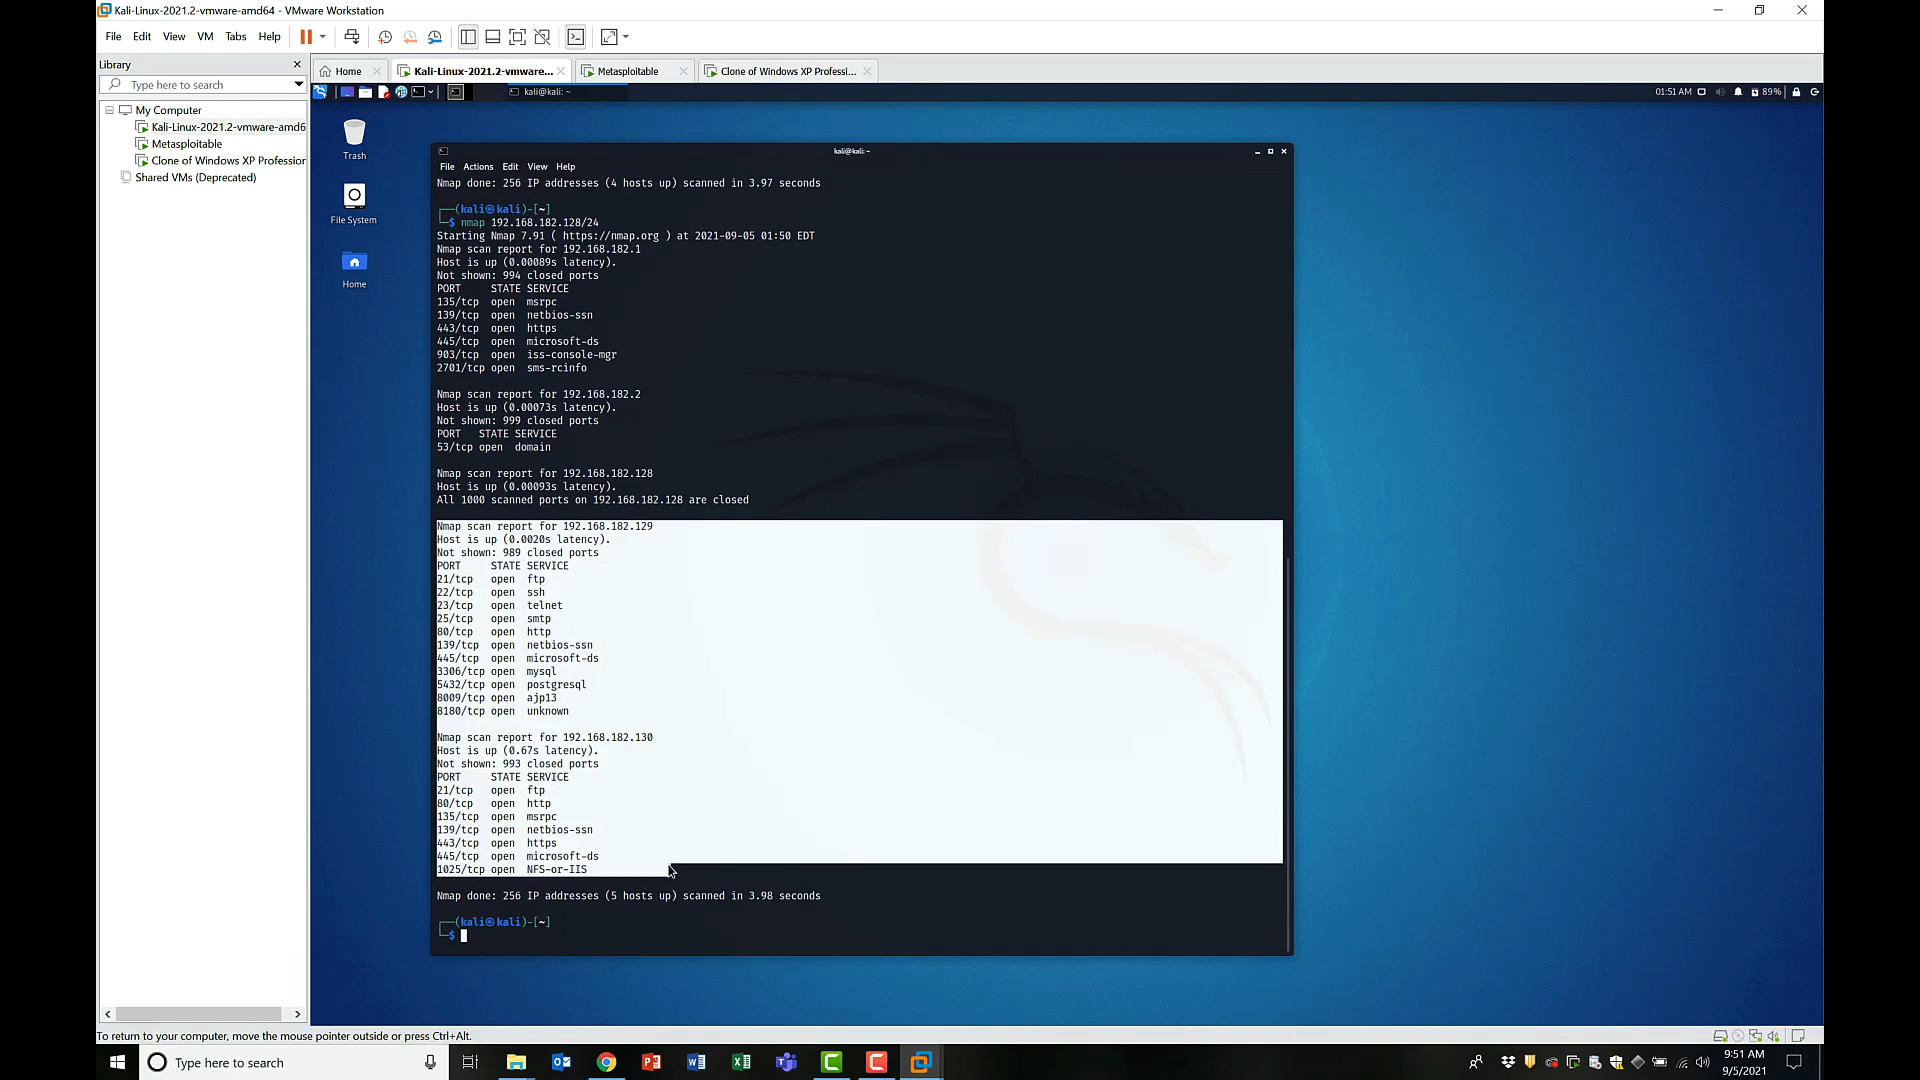 Kali-Linux-2021.2-vmware-amd64 - VMware Workstation
File Edit View VM Tabs Help
Library
Type here to search
My Computer
Kali-Linux-2021.2-vmware-amd6
Metasploitable
Clone of Windows XP Profession
Shared VMs (Deprecated)
Home
Kali-Linux-2021.2-vmware...
Metasploitable
Clone of Windows XP Professi...
kali@kali: ~
01:51 AM
89%
Trash
File System
Home
kali@kali: ~
File Actions Edit View Help
Nmap done: 256 IP addresses (4 hosts up) scanned in 3.97 seconds
(kali㉿kali)-[~]
$ nmap 192.168.182.128/24
Starting Nmap 7.91 ( https://nmap.org ) at 2021-09-05 01:50 EDT
Nmap scan report for 192.168.182.1
Host is up (0.00089s latency).
Not shown: 994 closed ports
PORT STATE SERVICE
135/tcp open msrpc
139/tcp open netbios-ssn
443/tcp open https
445/tcp open microsoft-ds
903/tcp open iss-console-mgr
2701/tcp open sms-rcinfo
Nmap scan report for 192.168.182.2
Host is up (0.00073s latency).
Not shown: 999 closed ports
PORT STATE SERVICE
53/tcp open domain
Nmap scan report for 192.168.182.128
Host is up (0.00093s latency).
All 1000 scanned ports on 192.168.182.128 are closed
Nmap scan report for 192.168.182.129
Host is up (0.0020s latency).
Not shown: 989 closed ports
PORT STATE SERVICE
21/tcp open ftp
22/tcp open ssh
23/tcp open telnet
25/tcp open smtp
80/tcp open http
139/tcp open netbios-ssn
445/tcp open microsoft-ds
3306/tcp open mysql
5432/tcp open postgresql
8009/tcp open ajp13
8180/tcp open unknown
Nmap scan report for 192.168.182.130
Host is up (0.67s latency).
Not shown: 993 closed ports
PORT STATE SERVICE
21/tcp open ftp
80/tcp open http
135/tcp open msrpc
139/tcp open netbios-ssn
443/tcp open https
445/tcp open microsoft-ds
1025/tcp open NFS-or-IIS
Nmap done: 256 IP addresses (5 hosts up) scanned in 3.98 seconds
(kali㉿kali)-[~]
$
To return to your computer, move the mouse pointer outside or press Ctrl+Alt.
Type here to search
9:51 AM
9/5/2021